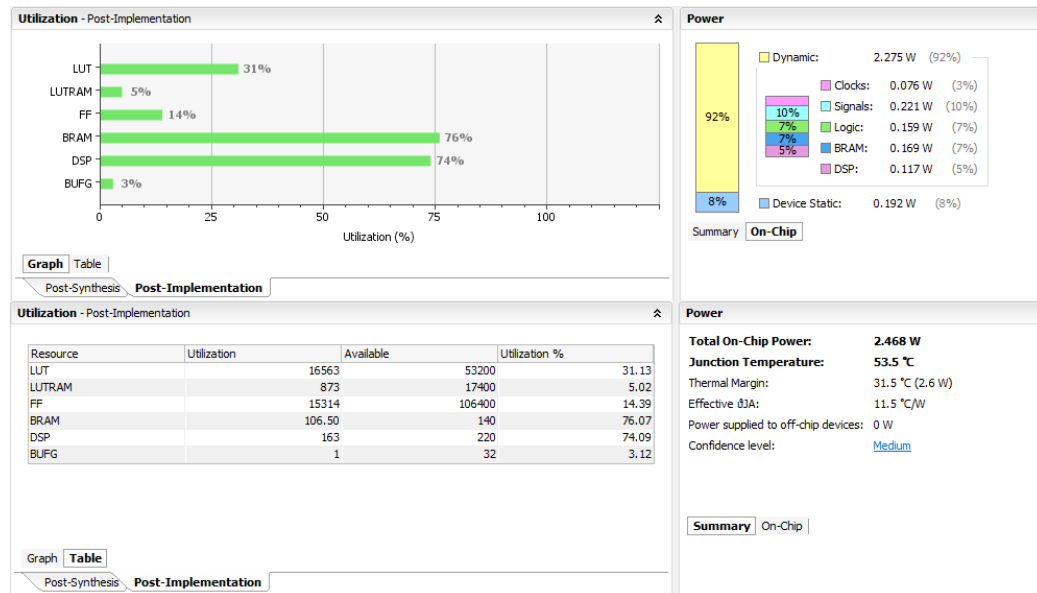 Utilization - Post-Implementation
LUT 31%
LUTRAM 5%
FF 14%
BRAM 76%
DSP 74%
BUFG 3%
0 25 50 75 100
Utilization (%)
Graph Table
Post-Synthesis Post-Implementation
Power
92%
8%
10%
7%
7%
5%
Dynamic: 2.275 W (92%)
Clocks: 0.076 W (3%)
Signals: 0.221 W (10%)
Logic: 0.159 W (7%)
BRAM: 0.169 W (7%)
DSP: 0.117 W (5%)
Device Static: 0.192 W (8%)
Summary On-Chip
Utilization - Post-Implementation
Resource Utilization Available Utilization %
LUT 16563 53200 31.13
LUTRAM 873 17400 5.02
FF 15314 106400 14.39
BRAM 106.50 140 76.07
DSP 163 220 74.09
BUFG 1 32 3.12
Graph Table
Post-Synthesis Post-Implementation
Power
Total On-Chip Power: 2.468 W
Junction Temperature: 53.5 °C
Thermal Margin: 31.5 °C (2.6 W)
Effective ϑJA: 11.5 °C/W
Power supplied to off-chip devices: 0 W
Confidence level: Medium
Summary On-Chip